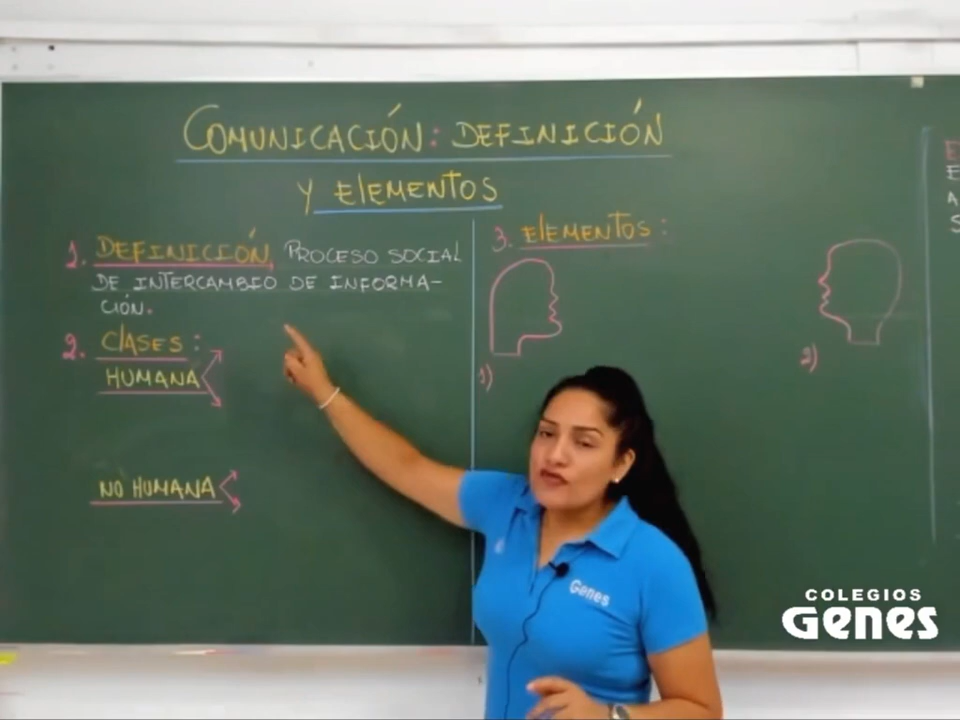 COMUNICACIÓN: DEFINICIÓN
Y ElEMENTOS
1. DEFINICIÓN PROCESO SOCIAL
DE INTERCAMBIO DE INFORMA-
CIÓN.
2. ClASES:
HUMANA
NO HUMANA
3. ElEMENTOS:
1)
2)
E
E
A
S
Genes
COLEGIOS
Genes